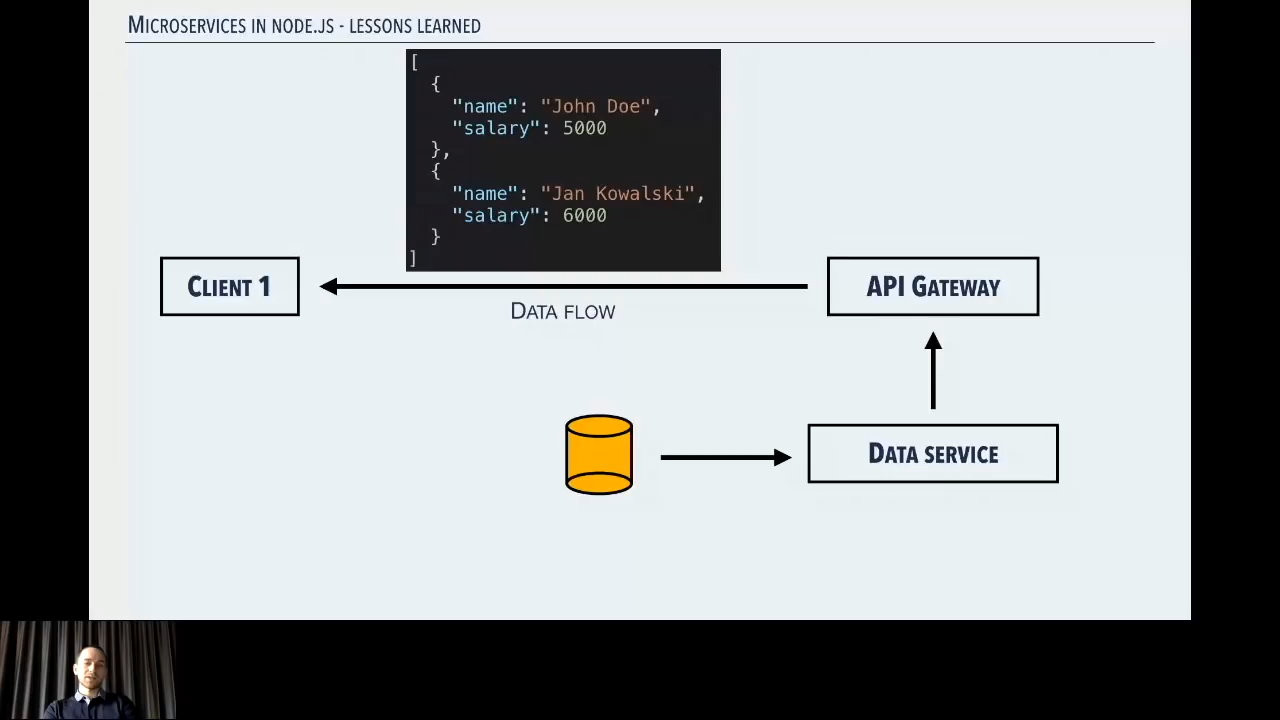 MICROSERVICES IN NODE.JS - LESSONS LEARNED
[
{
"name": "John Doe",
"salary": 5000
},
{
"name": "Jan Kowalski",
"salary": 6000
}
]
CLIENT 1
API GATEWAY
DATA FLOW
DATA SERVICE